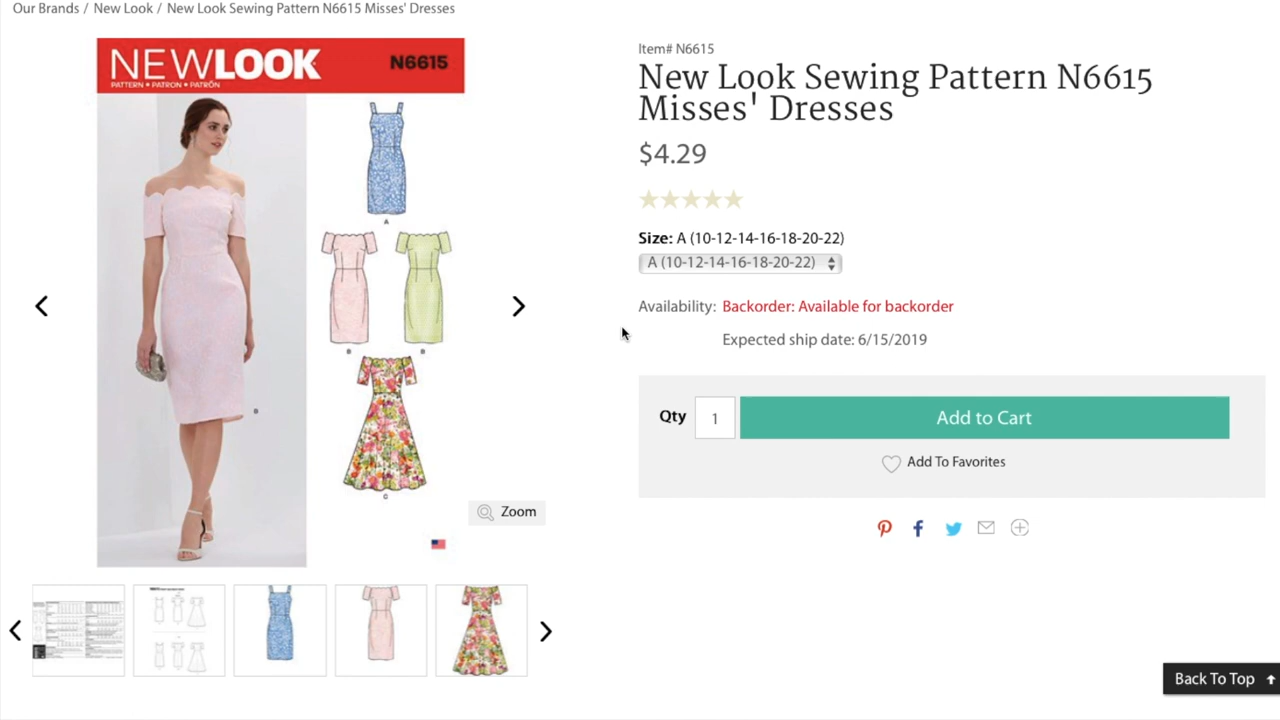 Our Brands / New Look / New Look Sewing Pattern N6615 Misses' Dresses
NEWLOOK
N6615
PATTERN • PATRON • PATRÓN
A
B
B
B
C
Zoom
Item# N6615
New Look Sewing Pattern N6615
Misses' Dresses
$4.29
Size: A (10-12-14-16-18-20-22)
A (10-12-14-16-18-20-22)
Availability: Backorder: Available for backorder
Expected ship date: 6/15/2019
Qty 1 Add to Cart
Add To Favorites
Back To Top